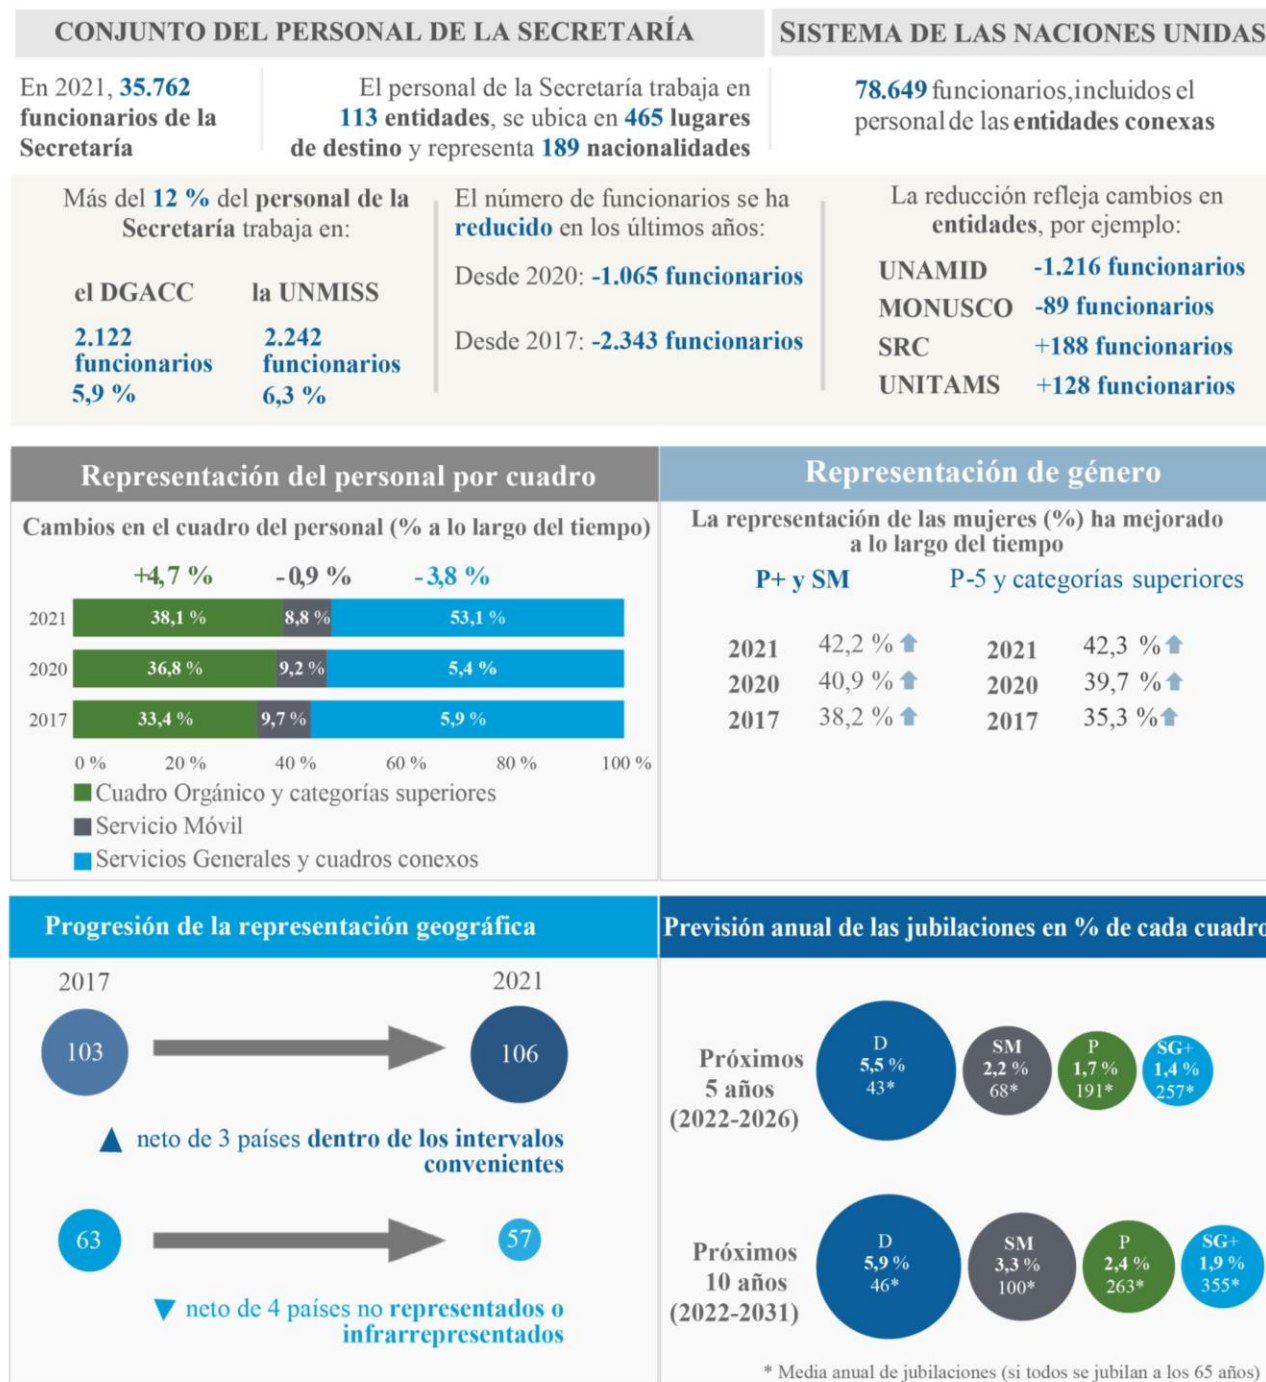 CONJUNTO DEL PERSONAL DE LA SECRETARÍA
SISTEMA DE LAS NACIONES UNIDAS
En 2021, 35.762
funcionarios de la
Secretaría
El personal de la Secretaría trabaja en
113 entidades, se ubica en 465 lugares
de destino y representa 189 nacionalidades
78.649 funcionarios,incluidos el
personal de las entidades conexas
Más del 12 % del personal de la
Secretaría trabaja en:
el DGACC
2.122
funcionarios
5,9 %
la UNMISS
2.242
funcionarios
6,3 %
El número de funcionarios se ha
reducido en los últimos años:
Desde 2020: -1.065 funcionarios
Desde 2017: -2.343 funcionarios
La reducción refleja cambios en
entidades, por ejemplo:
UNAMID -1.216 funcionarios
MONUSCO -89 funcionarios
SRC +188 funcionarios
UNITAMS +128 funcionarios
Representación del personal por cuadro
Cambios en el cuadro del personal (% a lo largo del tiempo)
+4,7 % -0,9 % -3,8 %
2021 38,1 % 8,8 % 53,1 %
2020 36,8 % 9,2 % 5,4 %
2017 33,4 % 9,7 % 5,9 %
0 % 20 % 40 % 60 % 80 % 100 %
Cuadro Orgánico y categorías superiores
Servicio Móvil
Servicios Generales y cuadros conexos
Representación de género
La representación de las mujeres (%) ha mejorado
a lo largo del tiempo
P+ y SM
2021 42,2 %
2020 40,9 %
2017 38,2 %
P-5 y categorías superiores
2021 42,3 %
2020 39,7 %
2017 35,3 %
Progresión de la representación geográfica
2017 2021
103 106
neto de 3 países dentro de los intervalos
convenientes
63 57
neto de 4 países no representados o
infrarrepresentados
Previsión anual de las jubilaciones en % de cada cuadro
Próximos
5 años
(2022-2026)
D
5,5 %
43*
SM
2,2 %
68*
P
1,7 %
191*
SG+
1,4 %
257*
Próximos
10 años
(2022-2031)
D
5,9 %
46*
SM
3,3 %
100*
P
2,4 %
263*
SG+
1,9 %
355*
* Media anual de jubilaciones (si todos se jubilan a los 65 años)